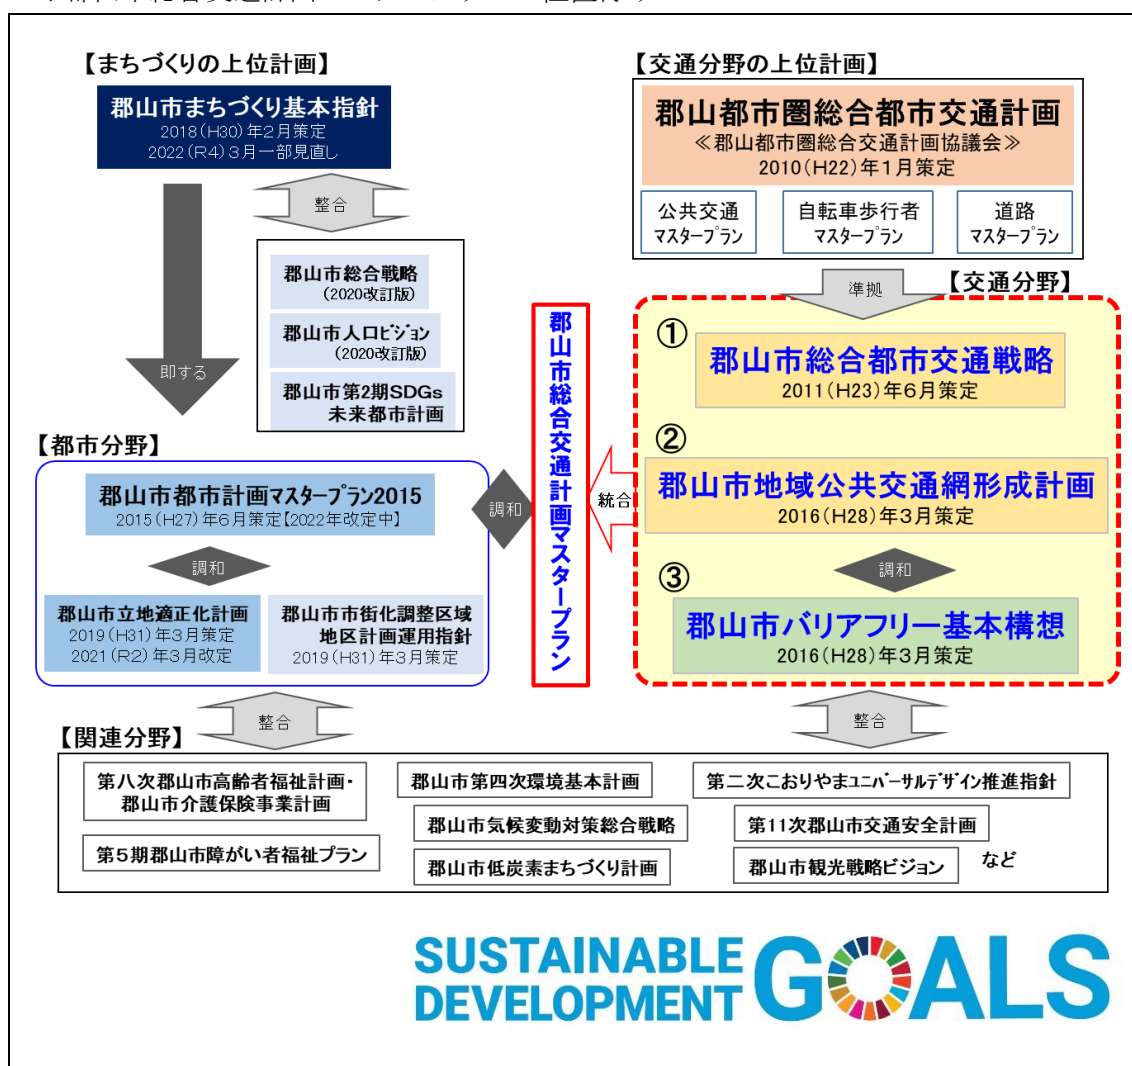 【まちづくりの上位計画】
郡山市まちづくり基本指針
2018(H30)年2月策定
2022(R4)3月一部見直し
整合
郡山市総合戦略
(2020改訂版)
郡山市人口ビジョン
(2020改訂版)
郡山市第2期SDGs
未来都市計画
即する
【都市分野】
郡山市都市計画マスタープラン2015
2015(H27)年6月策定【2022年改定中】
調和
郡山市立地適正化計画
2019(H31)年3月策定
2021(R2)年3月改定
郡山市市街化調整区域
地区計画運用指針
2019(H31)年3月策定
調和
郡山市総合交通計画マスタープラン
統合
【交通分野の上位計画】
郡山都市圏総合都市交通計画
≪郡山都市圏総合交通計画協議会≫
2010(H22)年1月策定
公共交通
マスタープラン
自転車歩行者
マスタープラン
道路
マスタープラン
準拠
【交通分野】
①
郡山市総合都市交通戦略
2011(H23)年6月策定
②
郡山市地域公共交通網形成計画
2016(H28)年3月策定
調和
③
郡山市バリアフリー基本構想
2016(H28)年3月策定
整合
整合
【関連分野】
第八次郡山市高齢者福祉計画・
郡山市介護保険事業計画
第5期郡山市障がい者福祉プラン
郡山市第四次環境基本計画
郡山市気候変動対策総合戦略
郡山市低炭素まちづくり計画
第二次こおりやまユニバーサルデザイン推進指針
第11次郡山市交通安全計画
郡山市観光戦略ビジョン
など
SUSTAINABLE
DEVELOPMENT
GOALS